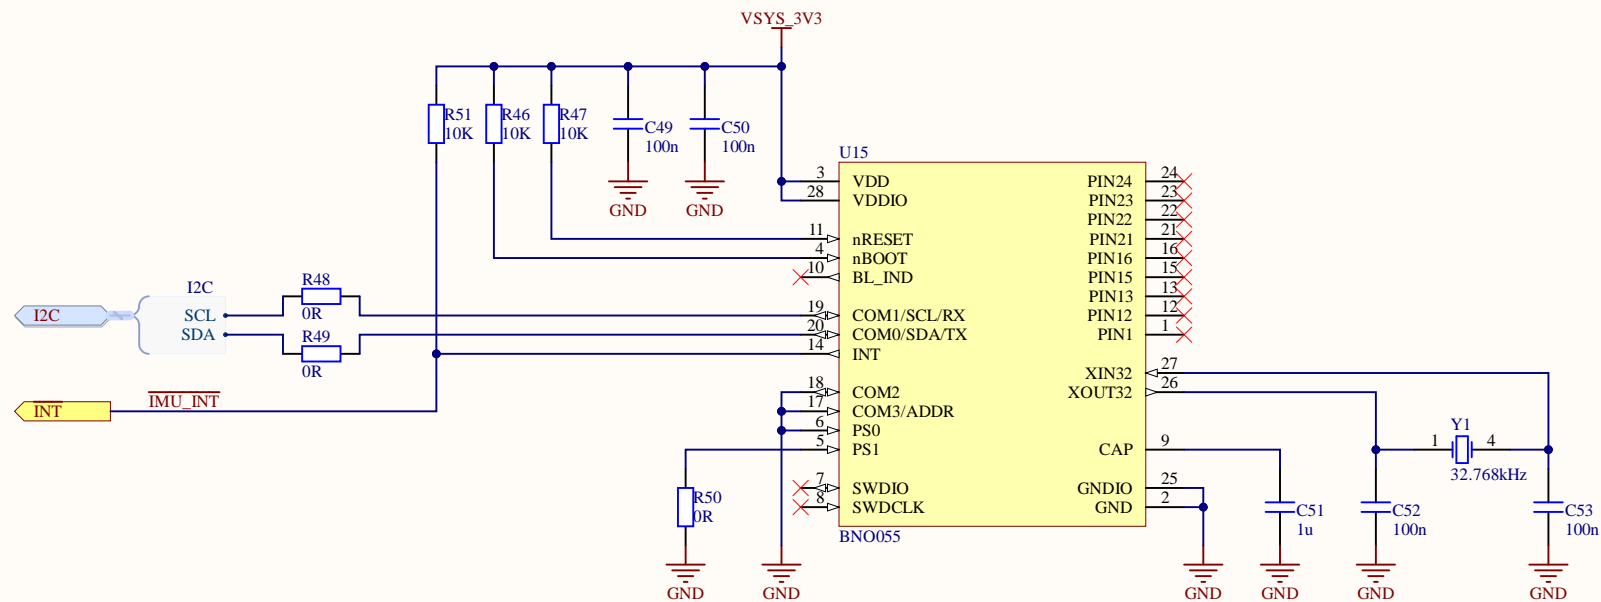 VSYS_3V3
R51
10K
R46
10K
R47
10K
C49
100n
C50
100n
GND
GND
U15
3
VDD
28
VDDIO
11
nRESET
4
nBOOT
10
BL_IND
19
COM1/SCL/RX
20
COM0/SDA/TX
14
INT
18
COM2
17
COM3/ADDR
6
PS0
5
PS1
7
SWDIO
8
SWDCLK
PIN24
24
PIN23
23
PIN22
22
PIN21
21
PIN16
16
PIN15
15
PIN13
13
PIN12
12
PIN1
1
XIN32
27
XOUT32
26
CAP
9
GNDIO
25
GND
2
BNO055
I2C
I2C
SCL
SDA
R48
0R
R49
0R
INT
IMU_INT
R50
0R
GND
GND
GND
C51
1u
GND
C52
100n
GND
Y1
1
4
32.768kHz
C53
100n
GND